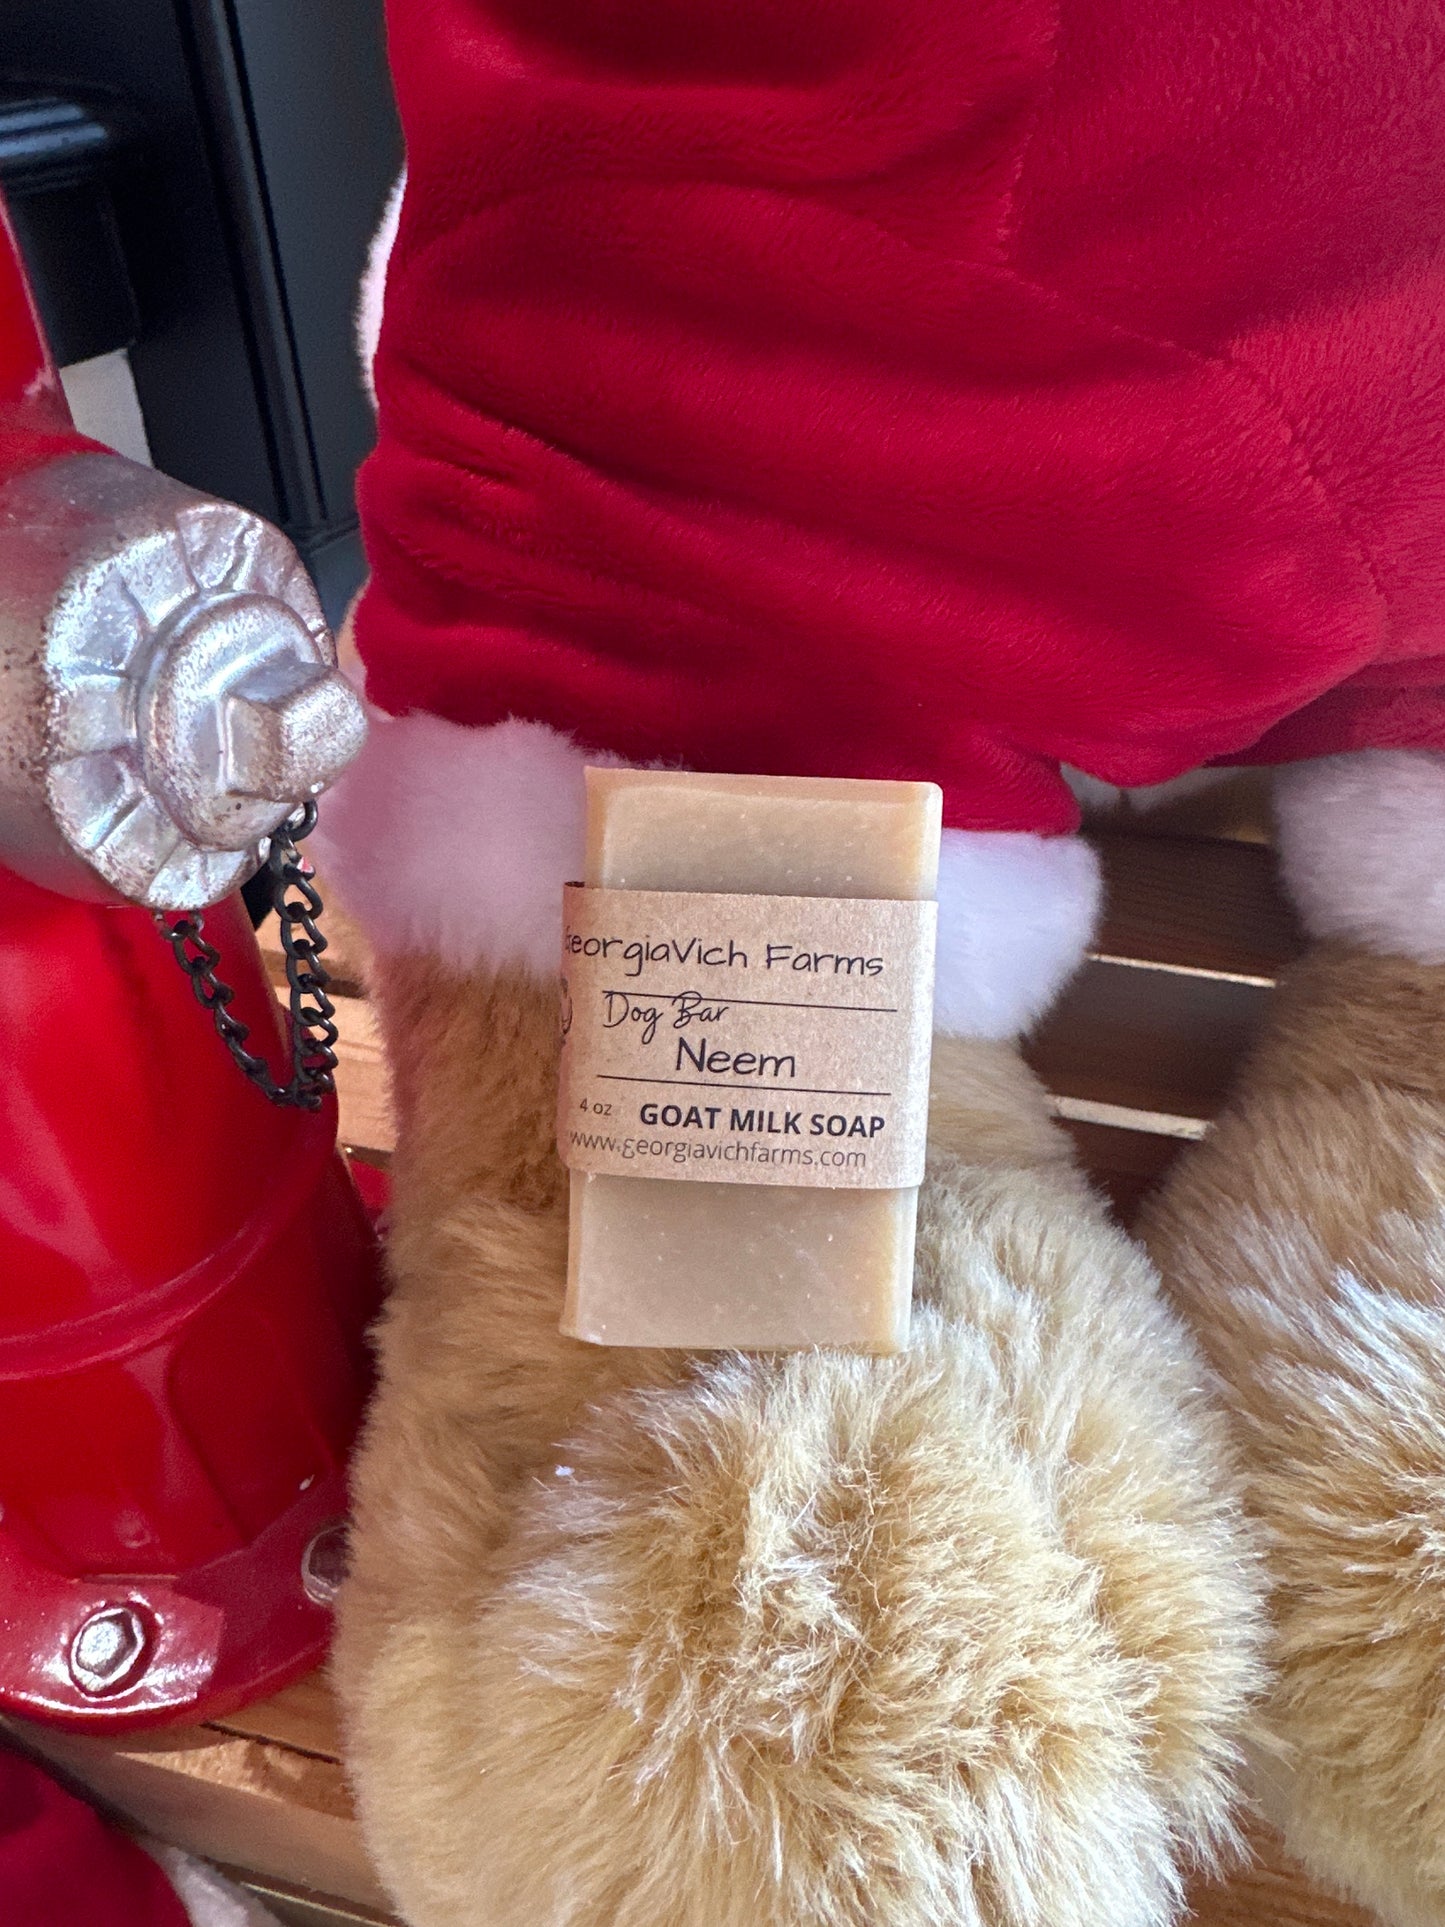 GeorgiaVich Farms
Dog Bar
Neem
4 oz GOAT MILK SOAP
www.georgiavichfarms.com